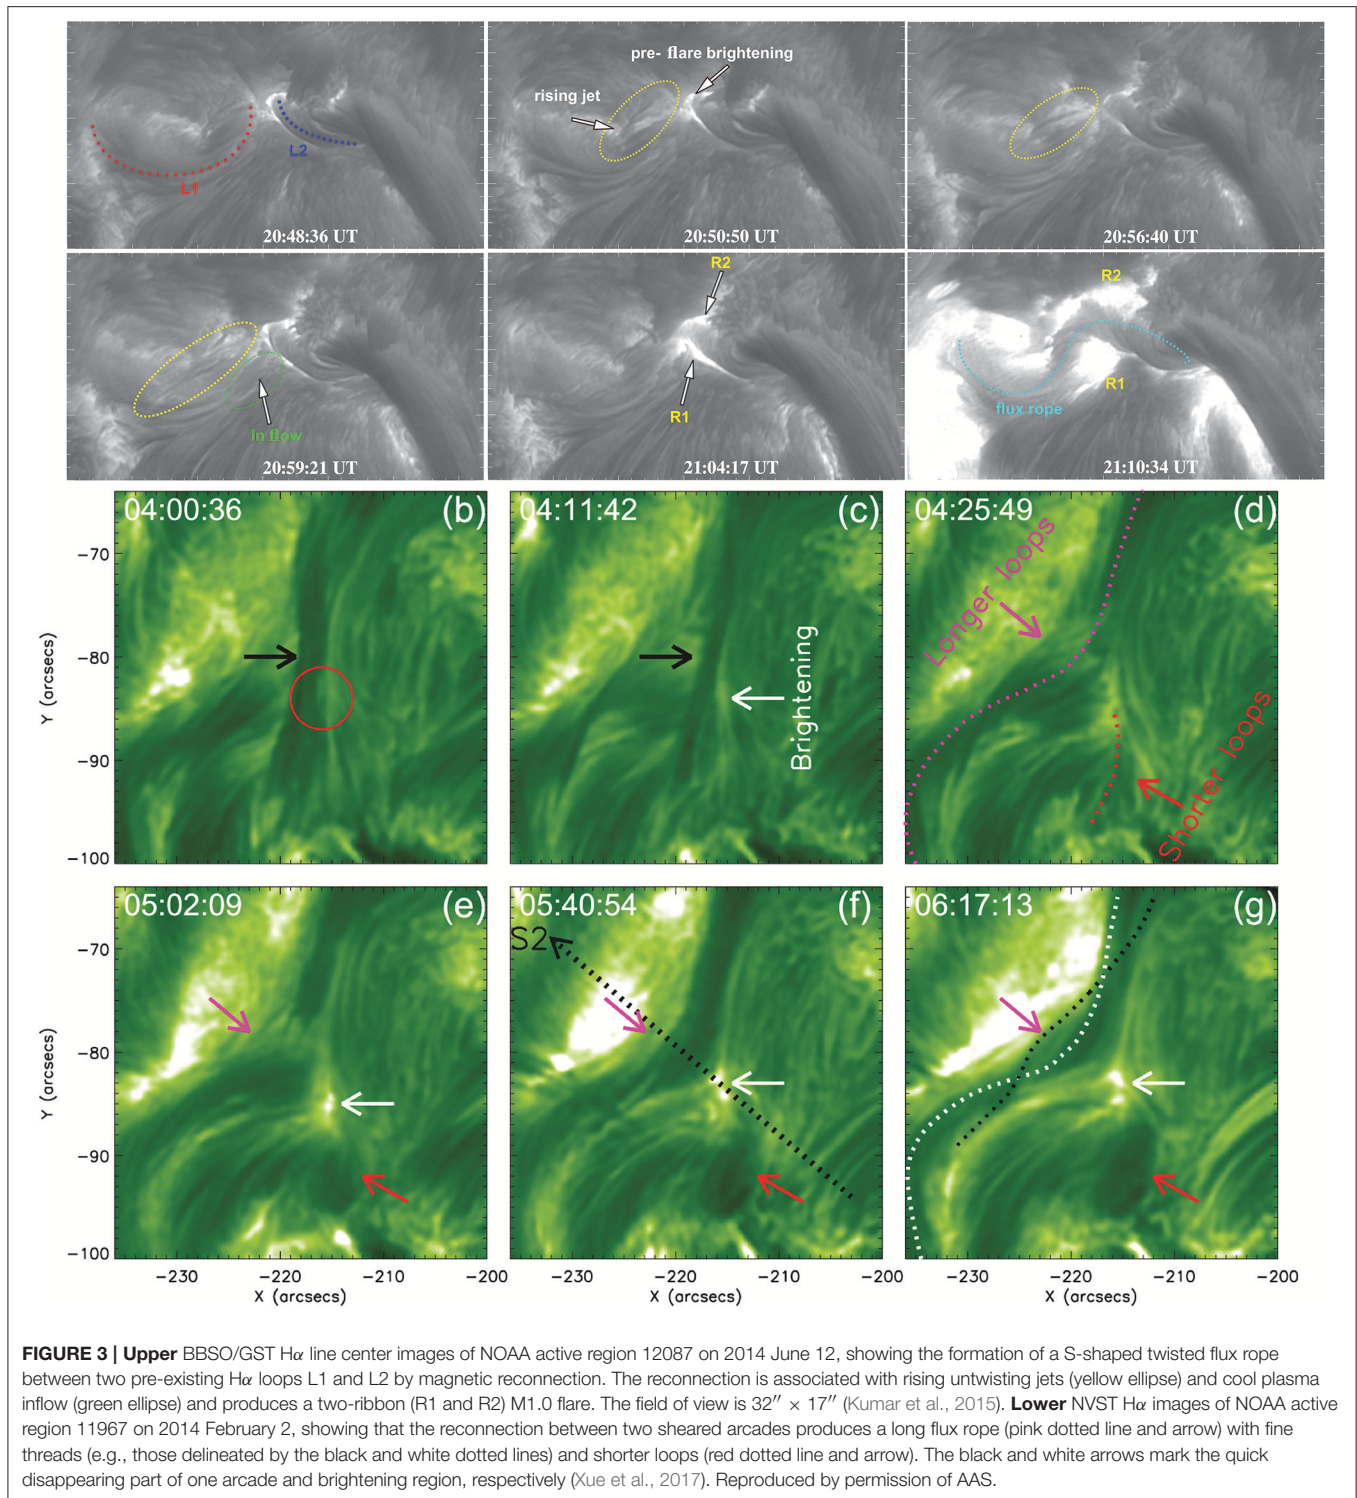 pre- flare brightening
rising jet
L1
L2
20:48:36 UT
20:50:50 UT
20:56:40 UT
R2
R2
R1
R1
in flow
flux rope
20:59:21 UT
21:04:17 UT
21:10:34 UT
04:00:36
(b)
04:11:42
(c)
04:25:49
(d)
-70
-80
-90
-100
Y (arcsecs)
Brightening
Longer loops
Shorter loops
05:02:09
(e)
05:40:54
(f)
06:17:13
(g)
S2
-70
-80
-90
-100
Y (arcsecs)
-230
-220
-210
-200
-230
-220
-210
-200
-230
-220
-210
-200
X (arcsecs)
X (arcsecs)
X (arcsecs)
FIGURE 3 | Upper BBSO/GST Hα line center images of NOAA active region 12087 on 2014 June 12, showing the formation of a S-shaped twisted flux rope
between two pre-existing Hα loops L1 and L2 by magnetic reconnection. The reconnection is associated with rising untwisting jets (yellow ellipse) and cool plasma
inflow (green ellipse) and produces a two-ribbon (R1 and R2) M1.0 flare. The field of view is 32″ × 17″ (Kumar et al., 2015). Lower NVST Hα images of NOAA active
region 11967 on 2014 February 2, showing that the reconnection between two sheared arcades produces a long flux rope (pink dotted line and arrow) with fine
threads (e.g., those delineated by the black and white dotted lines) and shorter loops (red dotted line and arrow). The black and white arrows mark the quick
disappearing part of one arcade and brightening region, respectively (Xue et al., 2017). Reproduced by permission of AAS.